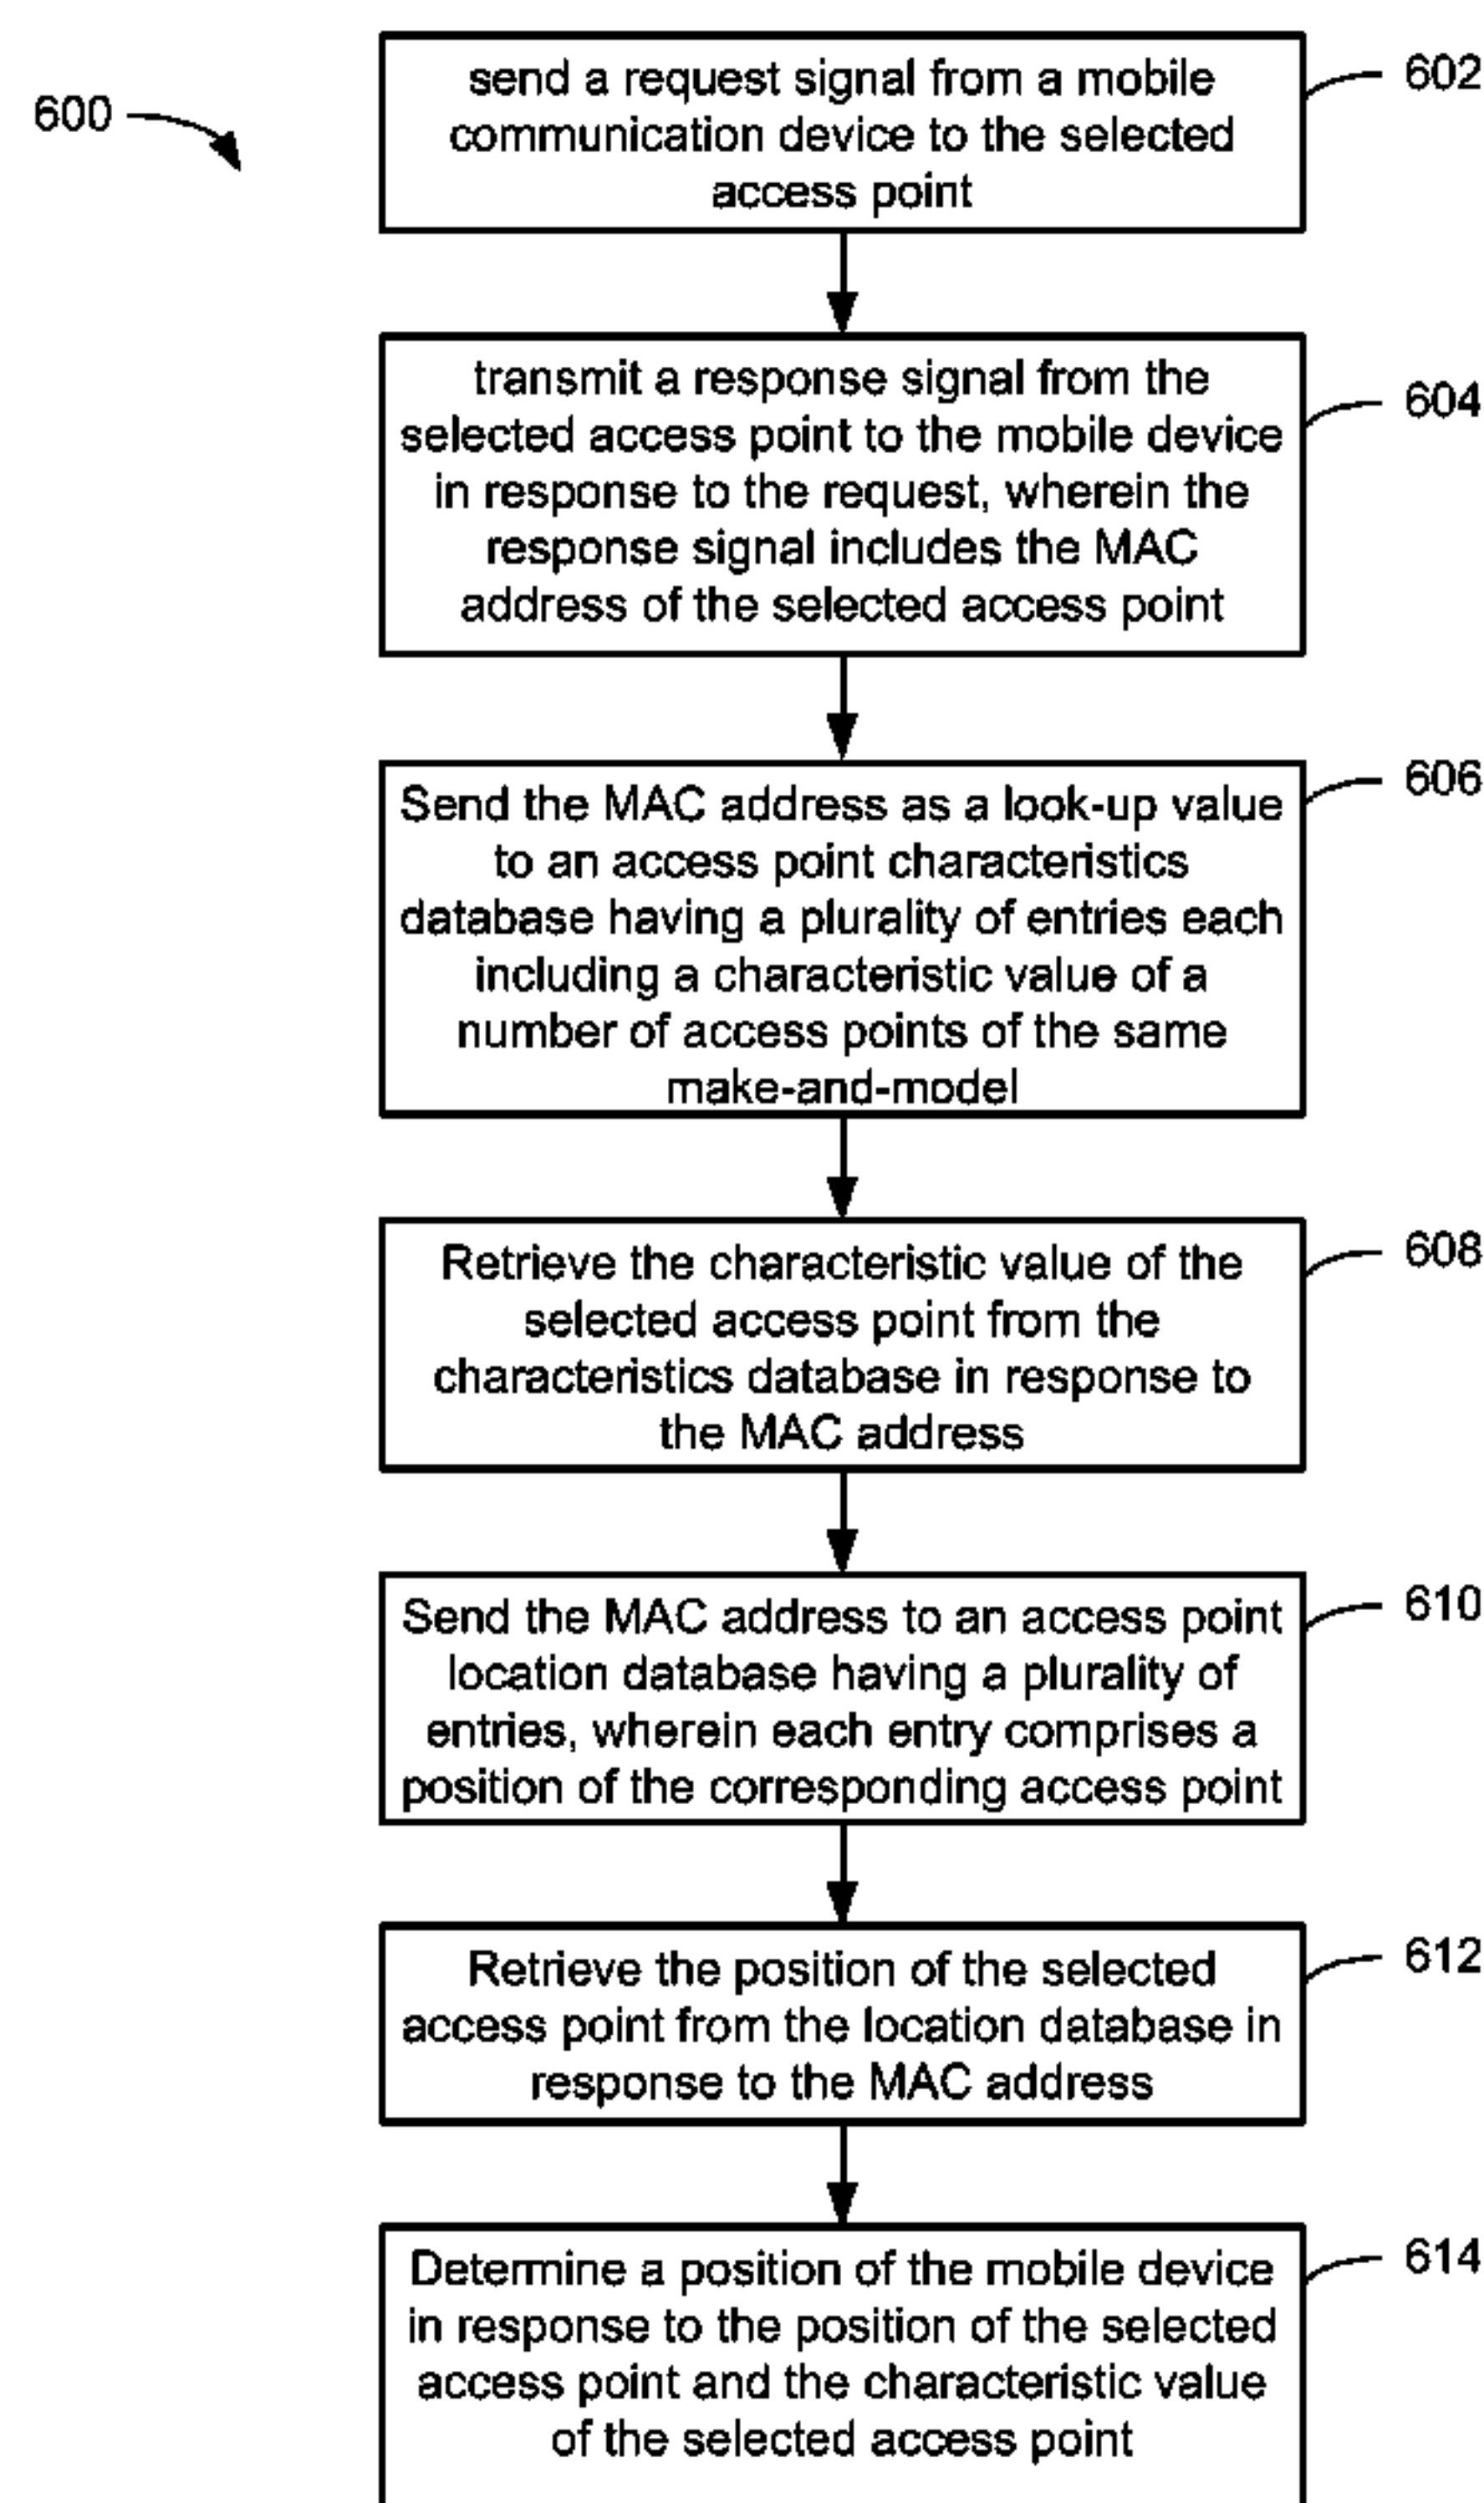 600
send a request signal from a mobile
communication device to the selected
access point
602
transmit a response signal from the
selected access point to the mobile device
in response to the request, wherein the
response signal includes the MAC
address of the selected access point
604
Send the MAC address as a look-up value
to an access point characteristics
database having a plurality of entries each
including a characteristic value of a
number of access points of the same
make-and-model
606
Retrieve the characteristic value of the
selected access point from the
characteristics database in response to
the MAC address
608
Send the MAC address to an access point
location database having a plurality of
entries, wherein each entry comprises a
position of the corresponding access point
610
Retrieve the position of the selected
access point from the location database in
response to the MAC address
612
Determine a position of the mobile device
in response to the position of the selected
access point and the characteristic value
of the selected access point
614